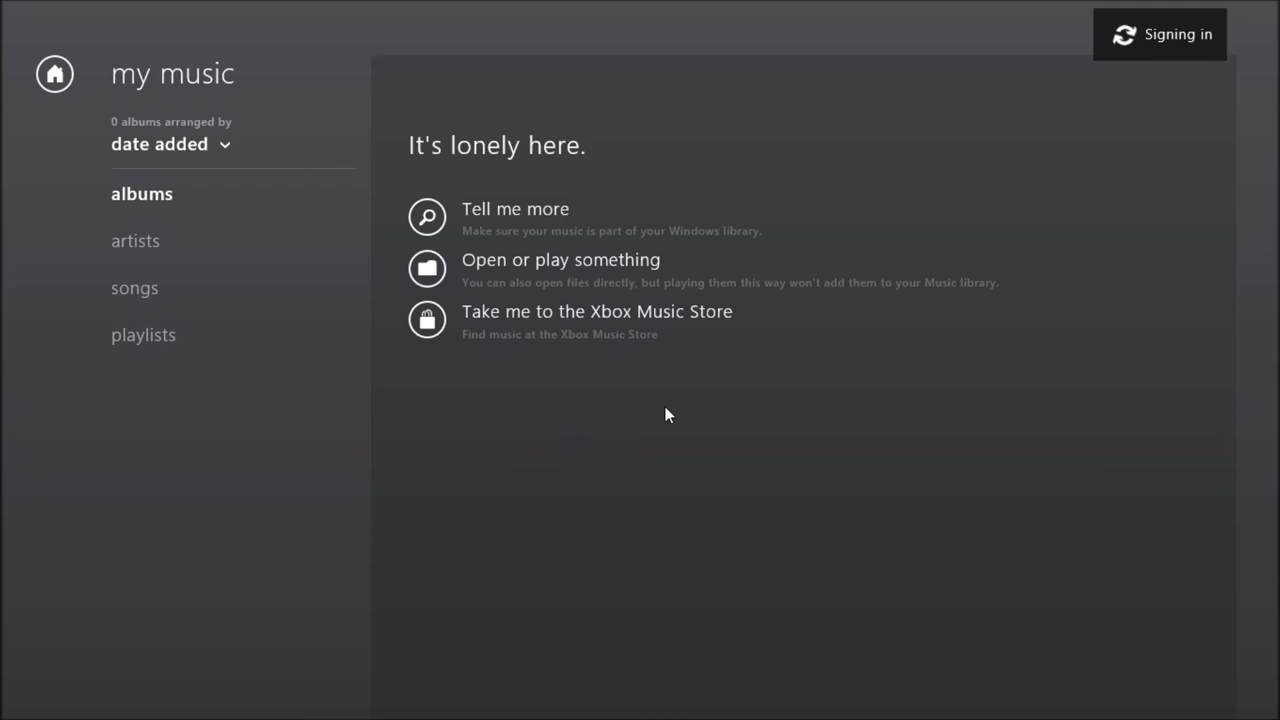 Signing in
my music
0 albums arranged by
date added
albums
artists
songs
playlists
It's lonely here.
Tell me more
Make sure your music is part of your Windows library.
Open or play something
You can also open files directly, but playing them this way won't add them to your Music library.
Take me to the Xbox Music Store
Find music at the Xbox Music Store